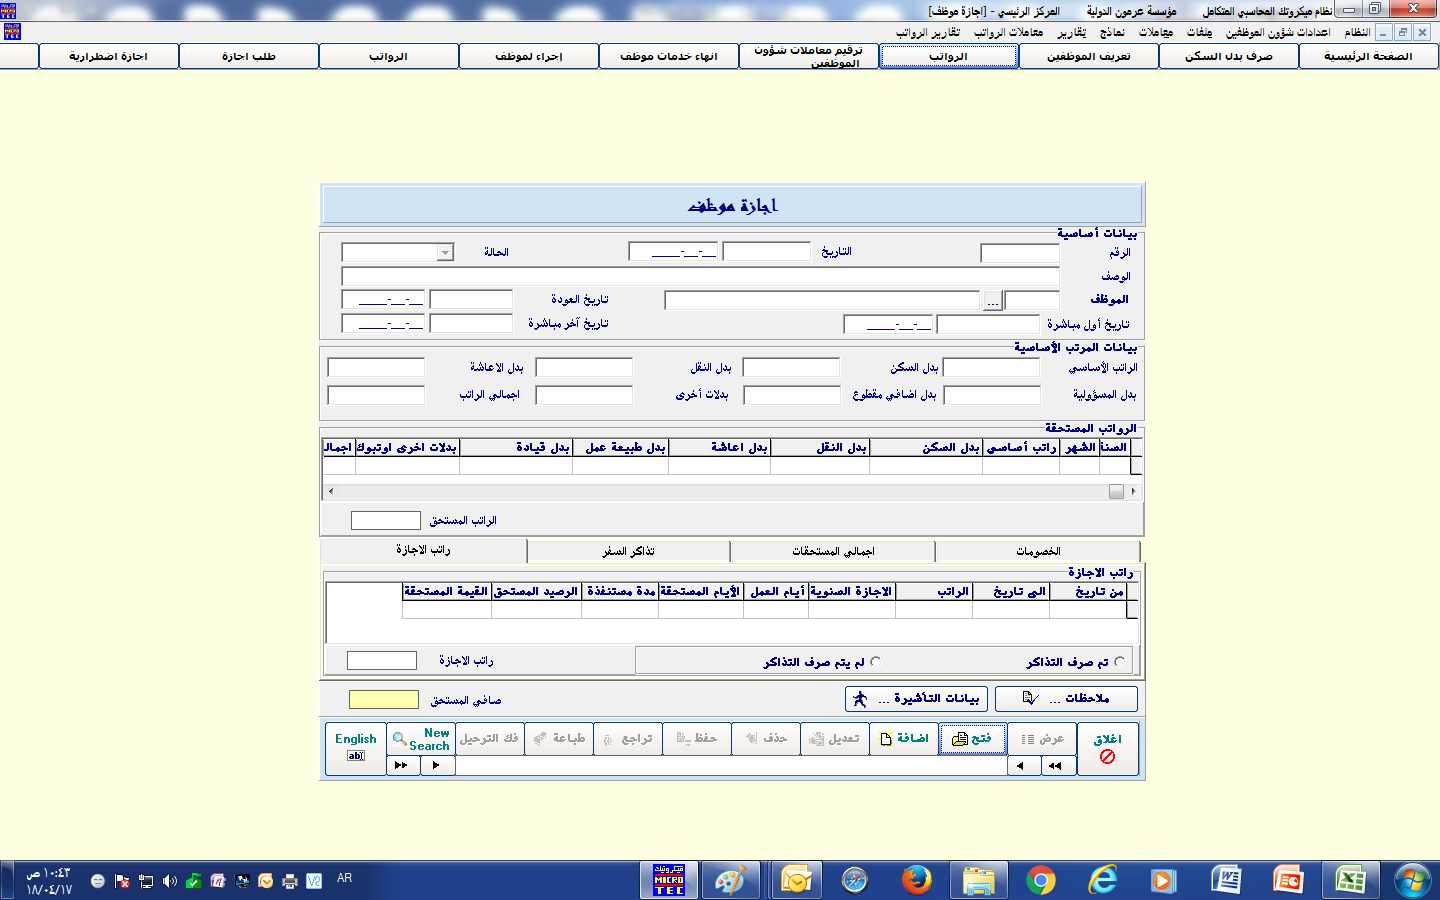 نظام ميكروتك المحاسبي المتكامل مؤسسة عرمون الدولية المركز الرئيسي - [اجازة موظف]
النظام اعدادات شؤون الموظفين ملفات معاملات نماذج تقارير معاملات الرواتب تقارير الرواتب
الصفحة الرئيسية صرف بدل السكن تعريف الموظفين الرواتب ترقيم معاملات شؤون الموظفين انهاء خدمات موظف إجراء لموظف الرواتب طلب اجازة اجازة اضطرارية
اجازة موظف
بيانات أساسية
الرقم التاريخ __-__-____ الحالة
الوصف
الموظف ... تاريخ العودة __-__-____
تاريخ أول مباشرة __-__-____ تاريخ آخر مباشرة __-__-____
بيانات المرتب الأساسية
الراتب الأساسي بدل السكن بدل النقل بدل الاعاشة
بدل المسؤولية بدل اضافي مقطوع بدلات أخرى اجمالي الراتب
الرواتب المستحقة
السنة الشهر راتب أساسي بدل السكن بدل النقل بدل اعاشة بدل طبيعة عمل بدل قيادة بدلات اخرى اوتبوك اجمال
الراتب المستحق
الخصومات اجمالي المستحقات تذاكر السفر راتب الاجازة
راتب الاجازة
من تاريخ الى تاريخ الراتب الاجازة السنوية أيام العمل الأيام المستحقة مدة مستنفذة الرصيد المستحق القيمة المستحقة
تم صرف التذاكر لم يتم صرف التذاكر راتب الاجازة
ملاحظات ... بيانات التأشيرة ... صافي المستحق
اغلاق عرض فتح اضافة تعديل حذف حفظ تراجع طباعة فك الترحيل New Search English
ab
١٠:٤٣ ص
١٨/٠٤/١٧
AR
V2
ميكروتك
MICRO
TEC